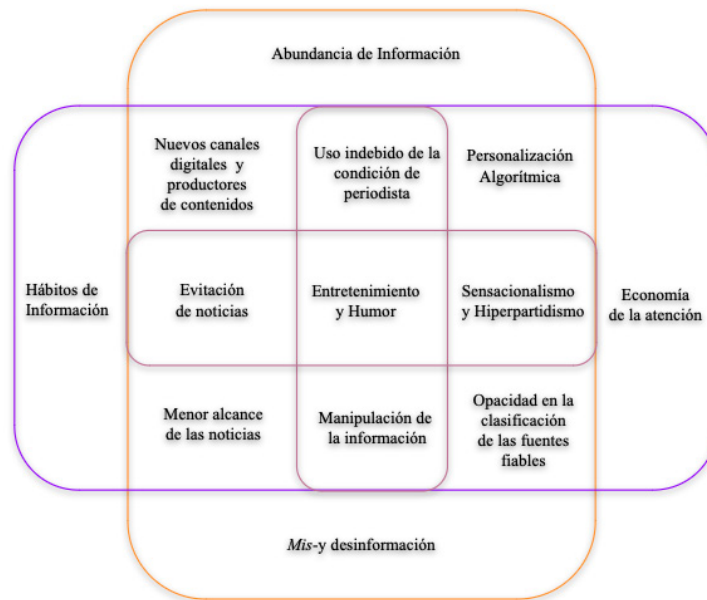 Abundancia de Información
Nuevos canales
digitales y
productores
de contenidos
Uso indebido de la
condición de
periodista
Personalización
Algorítmica
Hábitos de
Información
Evitación
de noticias
Entretenimiento
y Humor
Sensacionalismo
y Hiperpartidismo
Economía
de la atención
Menor alcance
de las noticias
Manipulación de
la información
Opacidad en la
clasificación
de las fuentes
fiables
Mis-y desinformación